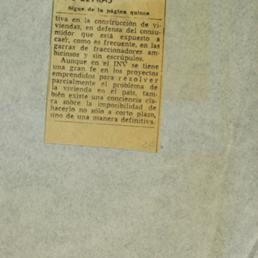 LETRAS
Sigue de la página quince
tiva en la construcción de vi-
viendas, en defensa del consu-
midor que está expuesto a
caer, como es frecuente, en las
garras de fraccionadores am-
biciosos y sin escrúpulos.
Aunque en el INV se tiene
una gran fe en los proyectos
emprendidos para resolver
parcialmente el problema de
la vivienda en el país, tam-
bién existe una conciencia cla-
ra sobre la imposibilidad de
hacerlo no sólo a corto plazo,
uno de una manera definitiva.